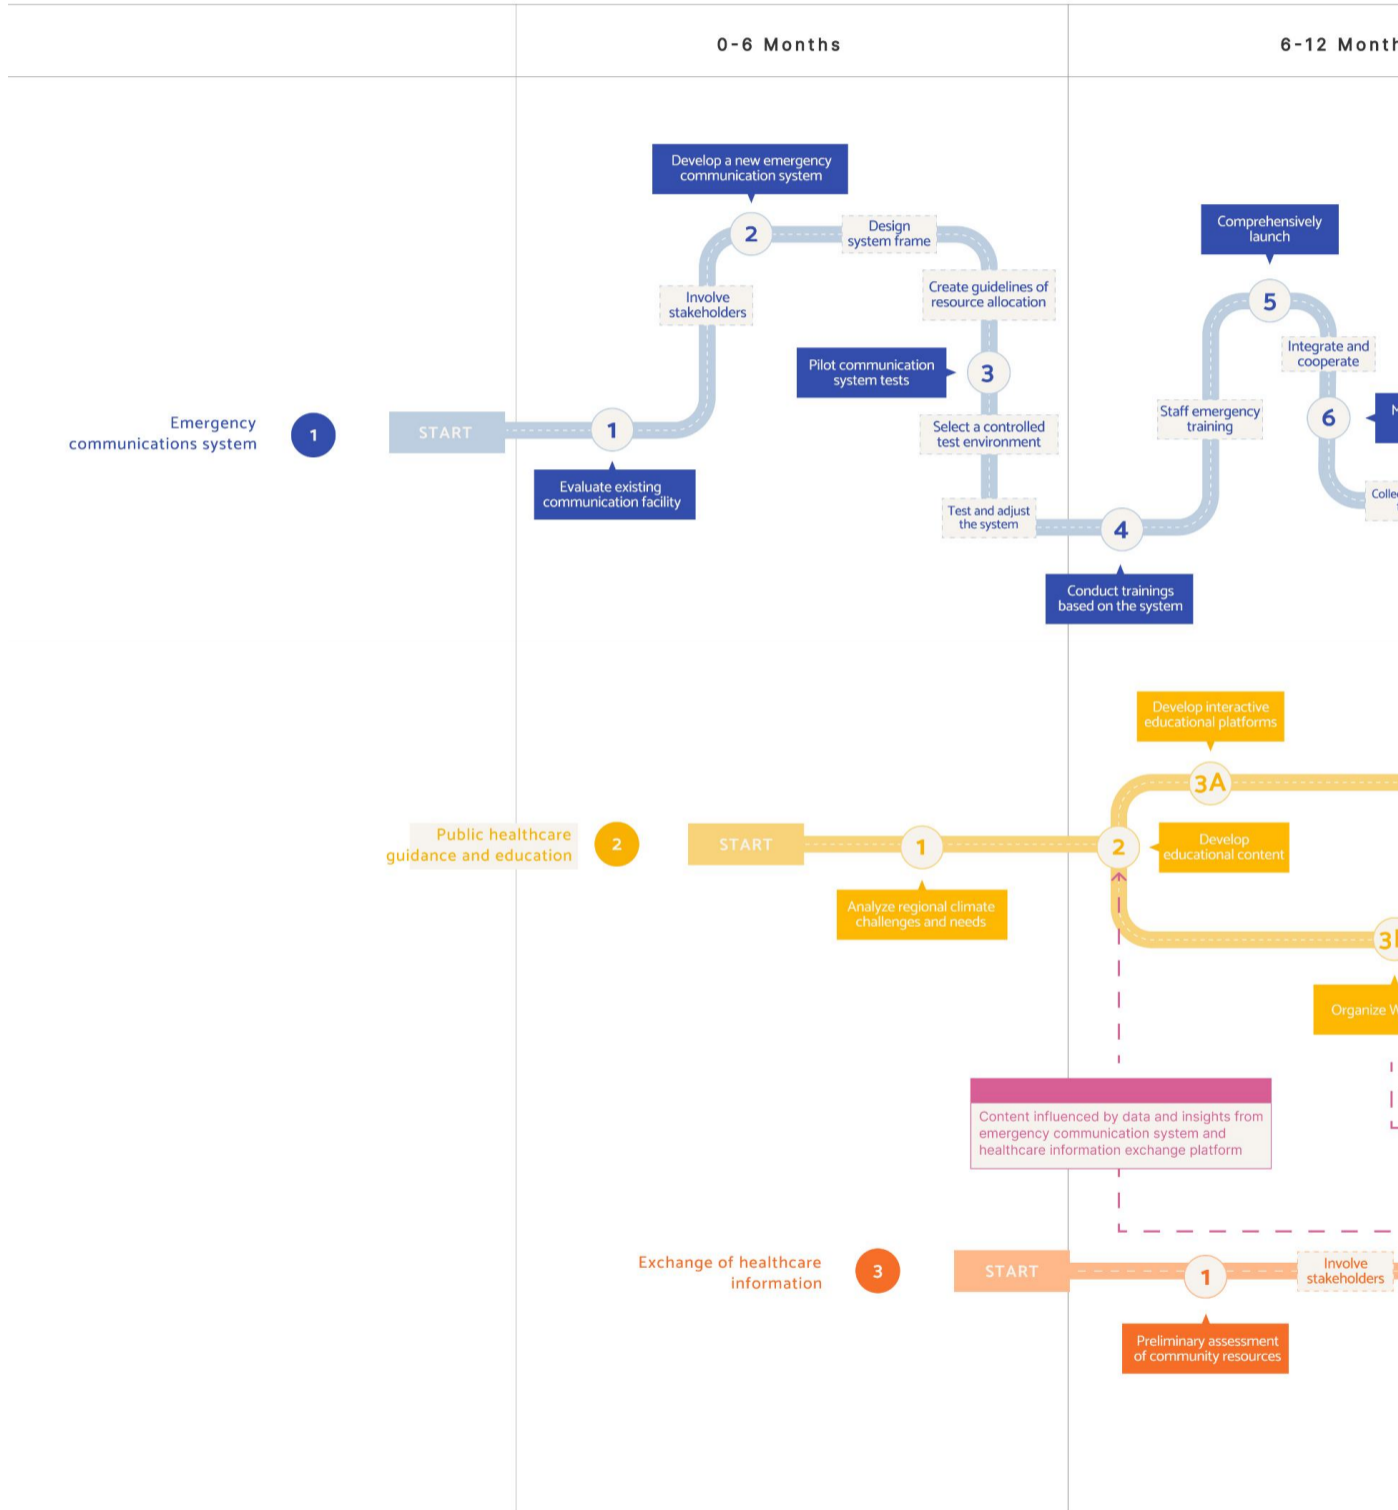 0-6 Months
6-12
Develop a new emergency
communication system
2
Design
system frame
Involve
stakeholders
Create guidelines of
resource allocation
Pilot communication
system tests
3
Select a controlled
test environment
Test and adjust
the system
Emergency
communications system
1
START
1
Evaluate existing
communication facility
4
Conduct trainings
based on the system
Staff emergency
training
Comprehensively
launch
5
Integrate and
cooperate
6
Develop interactive
educational platforms
3A
Public healthcare
guidance and education
2
START
1
Analyze regional climate
challenges and needs
2
Develop
educational content
Organize
Content influenced by data and insights from
emergency communication system and
healthcare information exchange platform
Exchange of healthcare
information
3
START
1
Preliminary assessment
of community resources
Involve
stakeholders